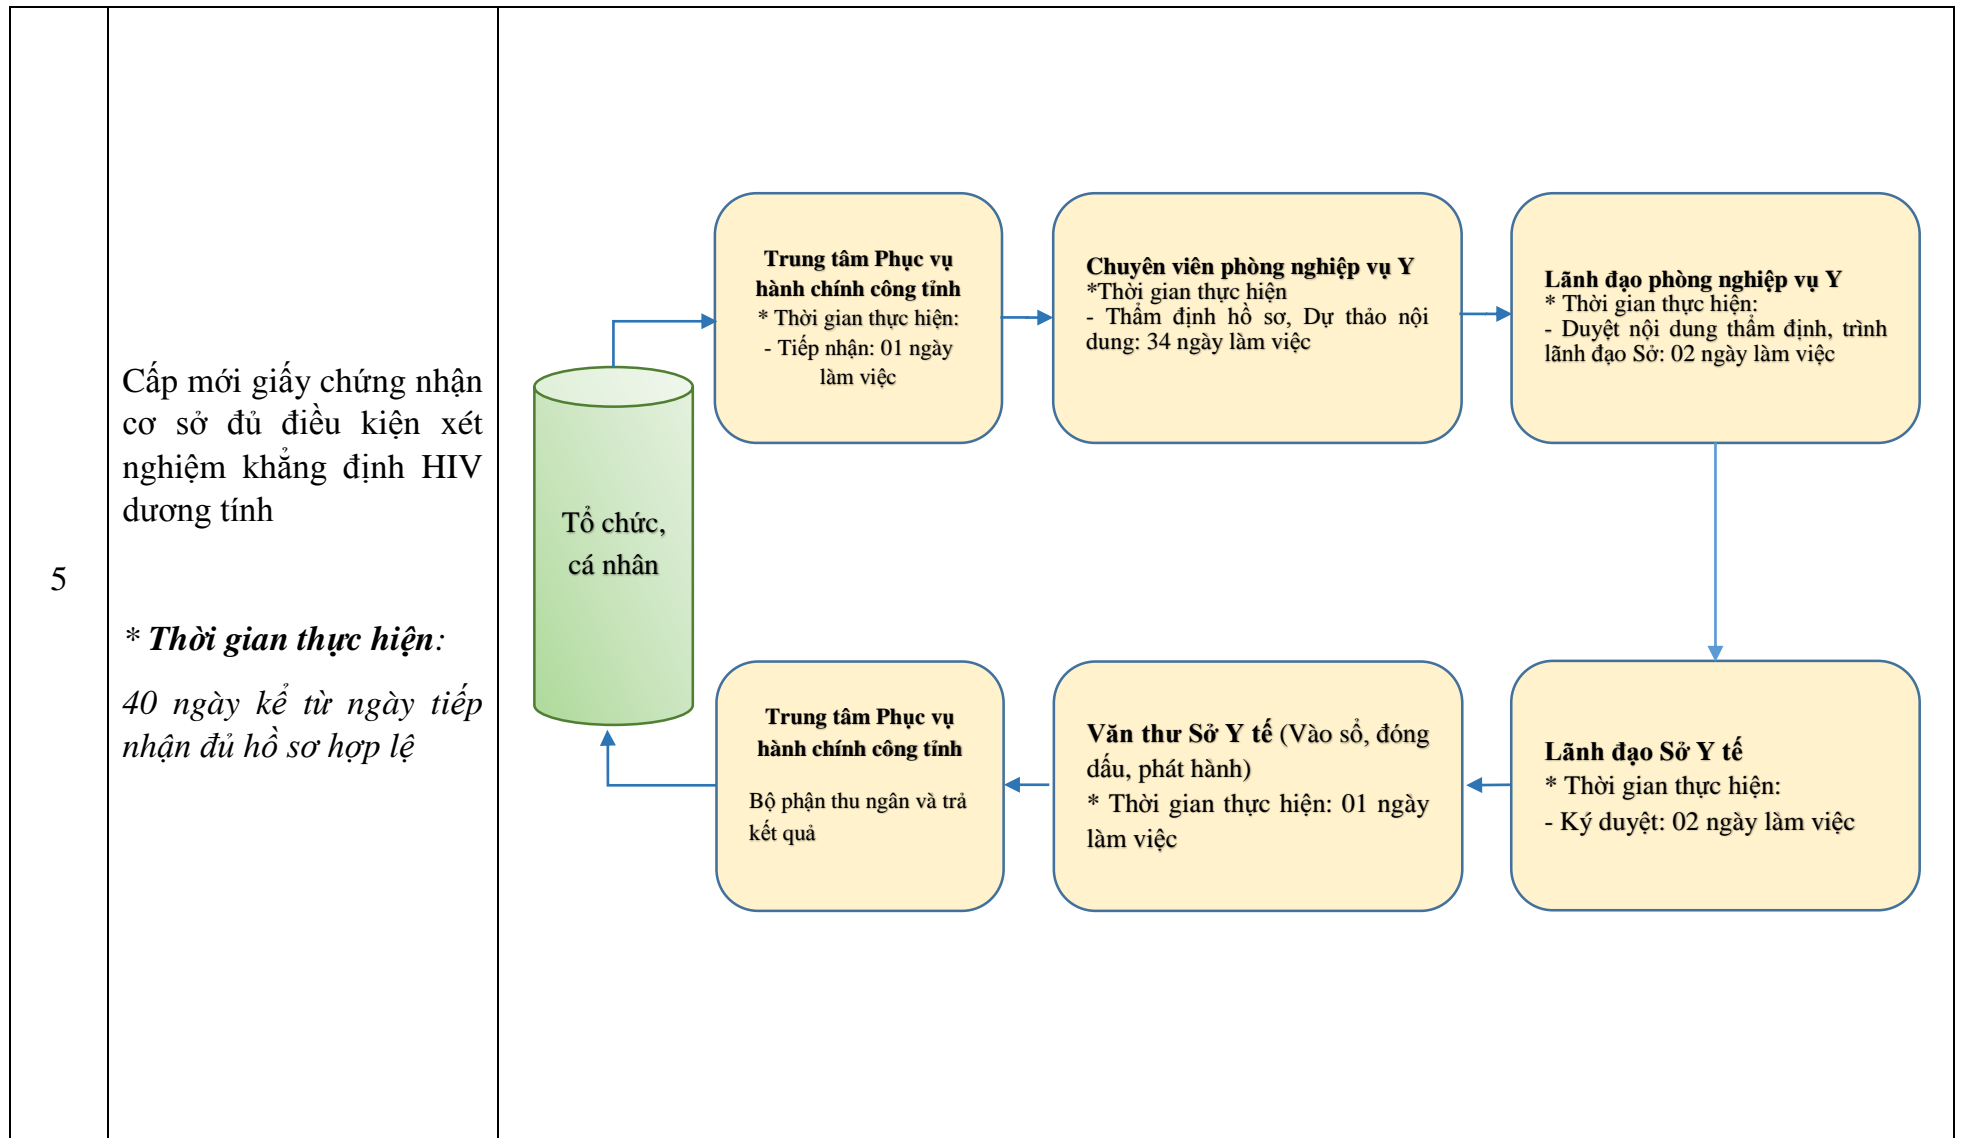 5
Cấp mới giấy chứng nhận
cơ sở đủ điều kiện xét
nghiệm khẳng định HIV
dương tính
* Thời gian thực hiện:
40 ngày kể từ ngày tiếp
nhận đủ hồ sơ hợp lệ
Tổ chức,
cá nhân
Trung tâm Phục vụ
hành chính công tỉnh
* Thời gian thực hiện:
- Tiếp nhận: 01 ngày
làm việc
Chuyên viên phòng nghiệp vụ Y
*Thời gian thực hiện
- Thẩm định hồ sơ, Dự thảo nội
dung: 34 ngày làm việc
Lãnh đạo phòng nghiệp vụ Y
* Thời gian thực hiện:
- Duyệt nội dung thẩm định, trình
lãnh đạo Sở: 02 ngày làm việc
Lãnh đạo Sở Y tế
* Thời gian thực hiện:
- Ký duyệt: 02 ngày làm việc
Văn thư Sở Y tế (Vào sổ, đóng
dấu, phát hành)
* Thời gian thực hiện: 01 ngày
làm việc
Trung tâm Phục vụ
hành chính công tỉnh
Bộ phận thu ngân và trả
kết quả